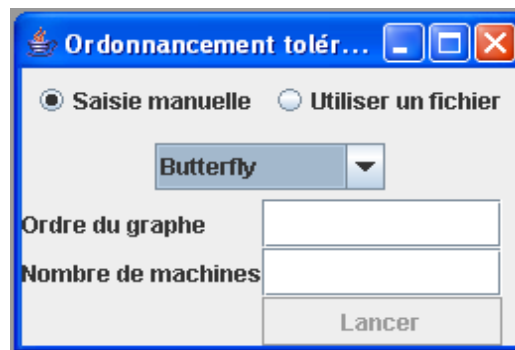 Ordonnancement tolér...
Saisie manuelle Utiliser un fichier
Butterfly
Ordre du graphe
Nombre de machines
Lancer